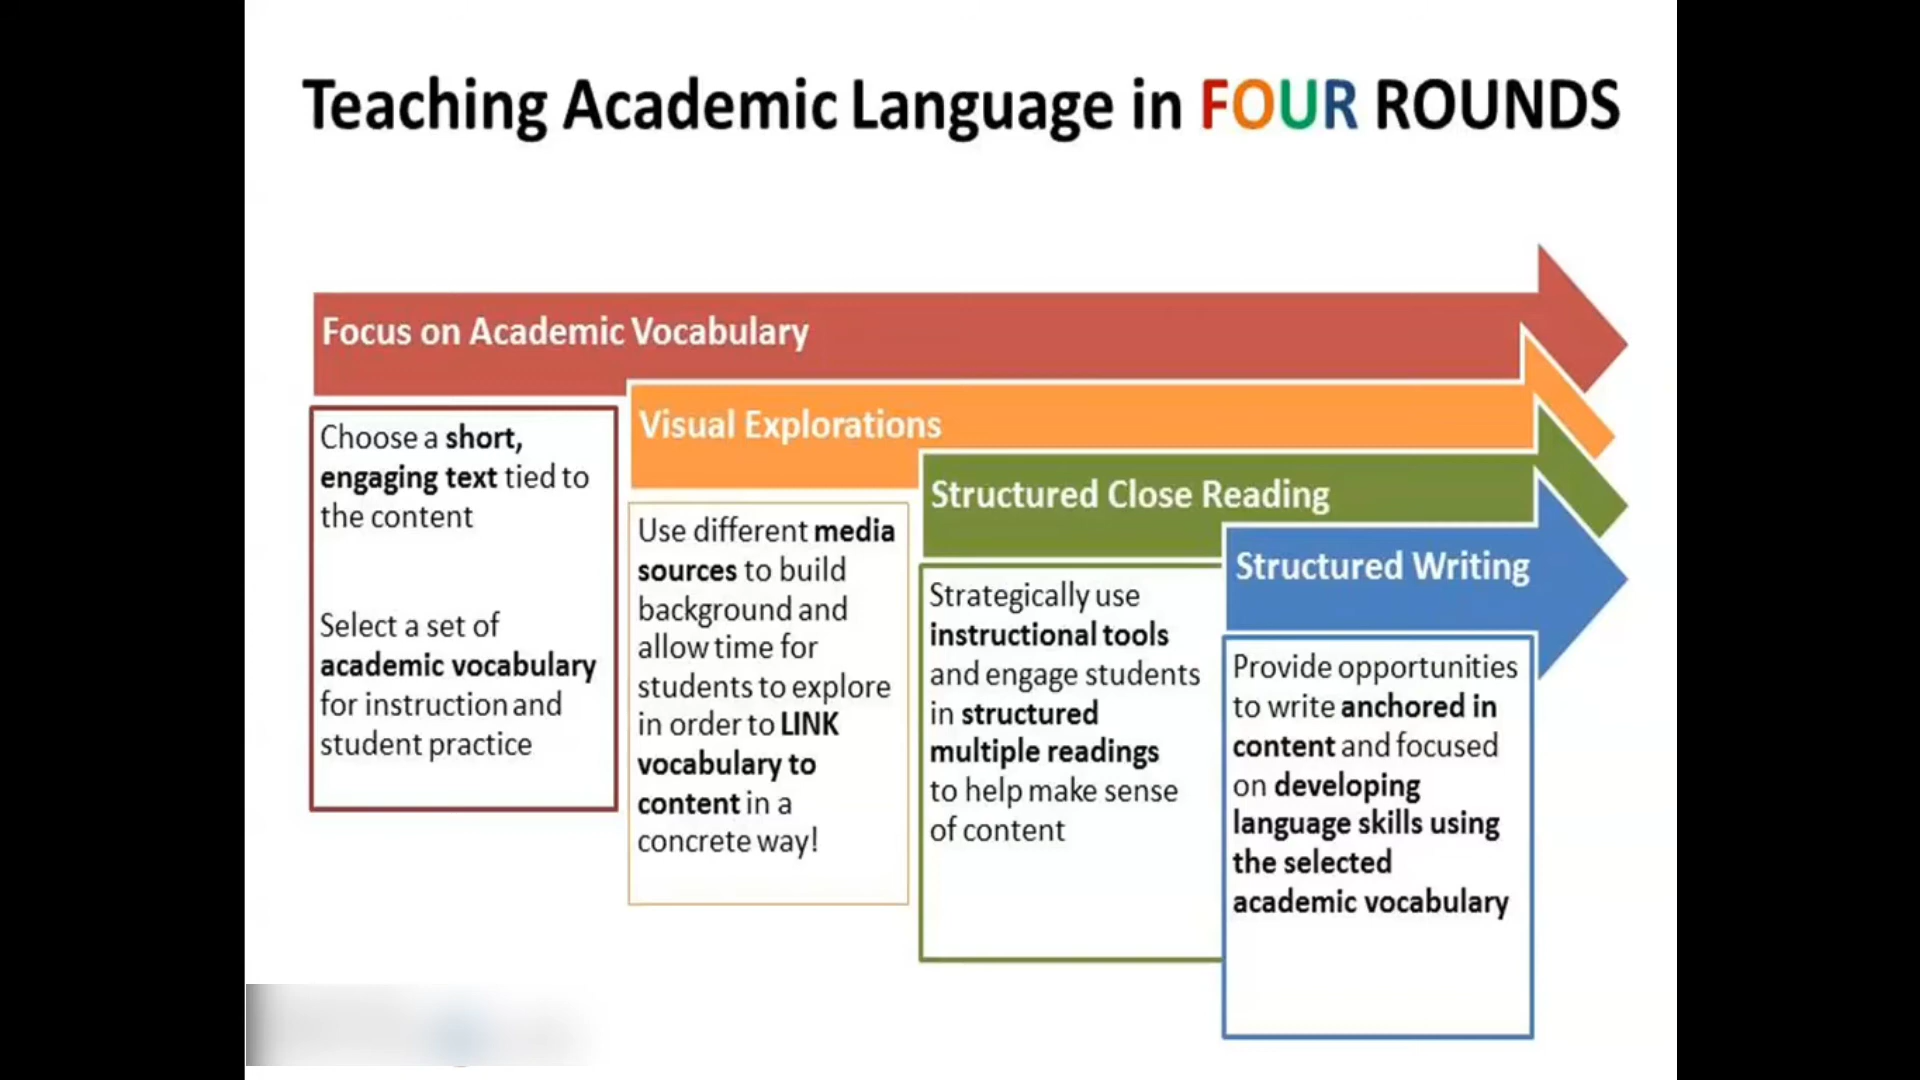 Teaching Academic Language in FOUR ROUNDS
Focus on Academic Vocabulary
Choose a short,
engaging text tied to
the content
Select a set of
academic vocabulary
for instruction and
student practice
Visual Explorations
Use different media
sources to build
background and
allow time for
students to explore
in order to LINK
vocabulary to
content in a
concrete way!
Structured Close Reading
Strategically use
instructional tools
and engage students
in structured
multiple readings
to help make sense
of content
Structured Writing
Provide opportunities
to write anchored in
content and focused
on developing
language skills using
the selected
academic vocabulary